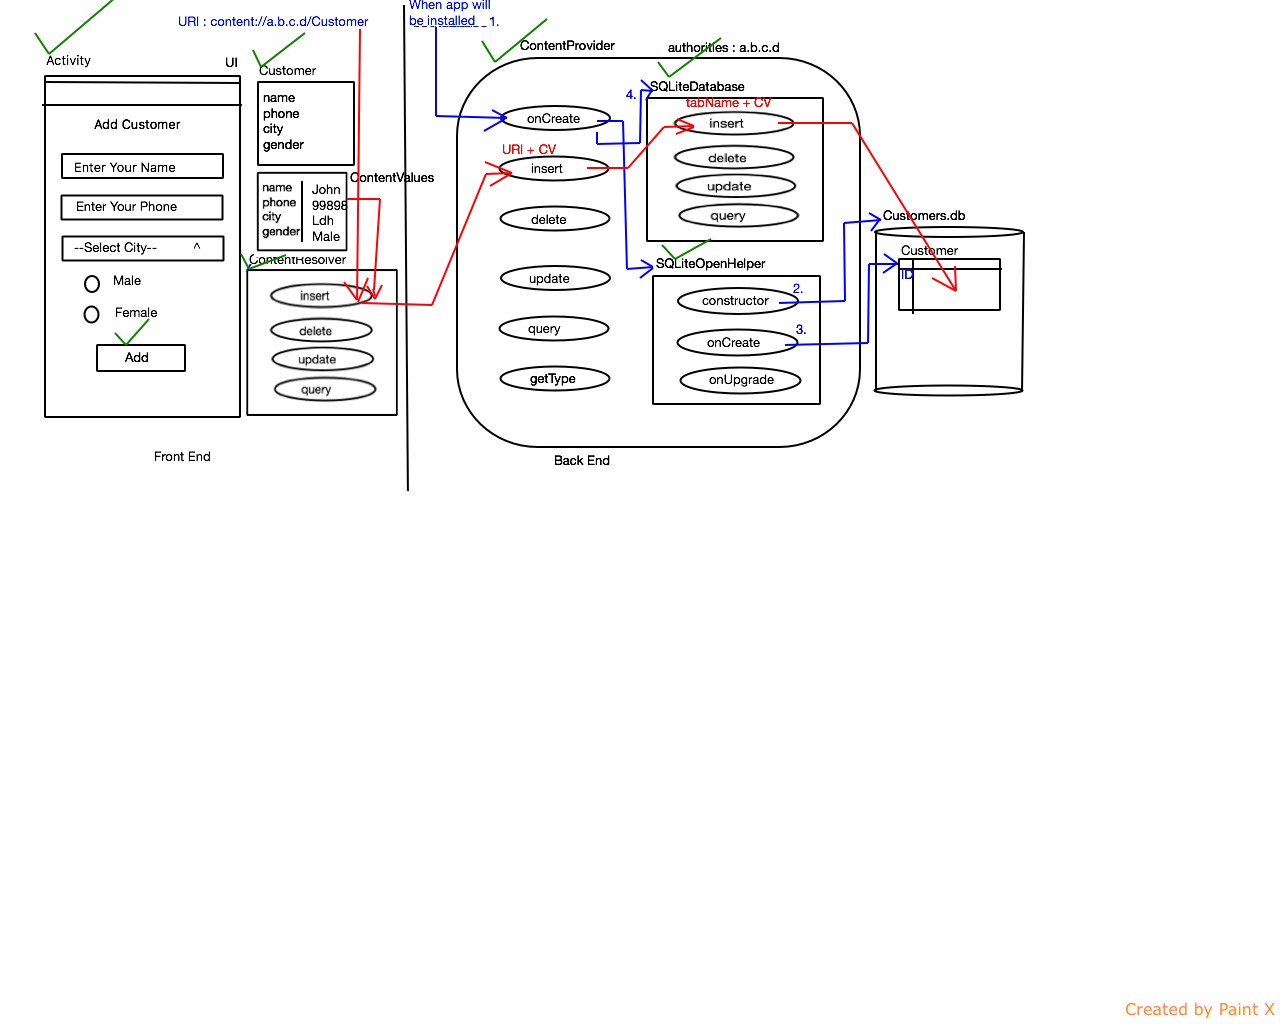 When app will
be installed 1.
URI : content://a.b.c.d/Customer
Activity
UI
Add Customer
Enter Your Name
Enter Your Phone
--Select City-- ^
Male
Female
Add
Front End
Customer
name
phone
city
gender
ContentValues
name John
phone 99898
city Ldh
gender Male
ContentResolver
insert
delete
update
query
ContentProvider
authorities : a.b.c.d
onCreate
URI + CV
insert
delete
update
query
getType
4.
SQLiteDatabase
tabName + CV
insert
delete
update
query
SQLiteOpenHelper
constructor
2.
onCreate
3.
onUpgrade
Back End
Customers.db
Customer
ID
Created by Paint X